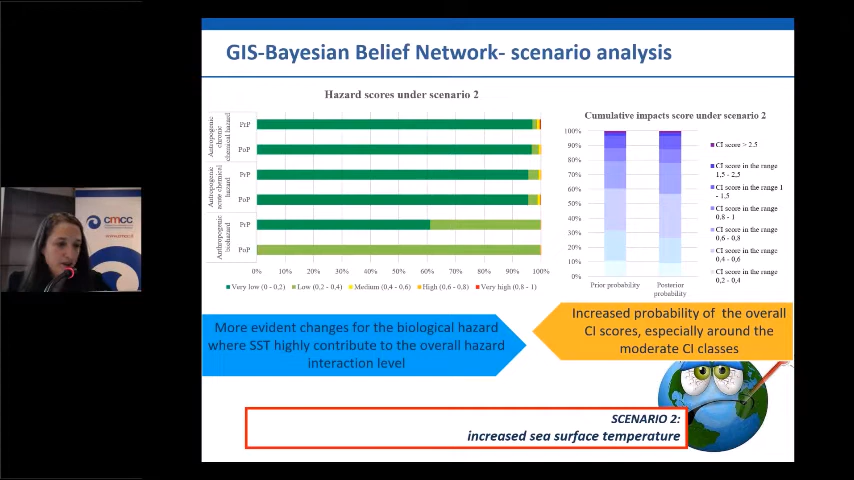 GIS-Bayesian Belief Network- scenario analysis
Hazard scores under scenario 2
Antropogenic chronic chemical hazard
PrP
PoP
Antropogenic acute chemical hazard
PrP
PoP
Anthropogenic biohazard
PrP
PoP
0% 10% 20% 30% 40% 50% 60% 70% 80% 90% 100%
Very low (0 - 0,2) Low (0,2 - 0,4) Medium (0,4 - 0.6) High (0,6 - 0,8) Very high (0,8 - 1)
Cumulative impacts score under scenario 2
100%
90%
80%
70%
60%
50%
40%
30%
20%
10%
0%
Prior probability
Posterior
probability
CI score > 2.5
CI score in the range
1,5 - 2,5
CI score in the range 1
- 1,5
CI score in the range
0.8 - 1
CI score in the range
0,6 - 0,8
CI score in the range
0.4 - 0,6
CI score in the range
0,2 - 0,4
More evident changes for the biological hazard
where SST highly contribute to the overall hazard
interaction level
Increased probability of the overall
CI scores, especially around the
moderate CI classes
SCENARIO 2:
increased sea surface temperature
cmcc